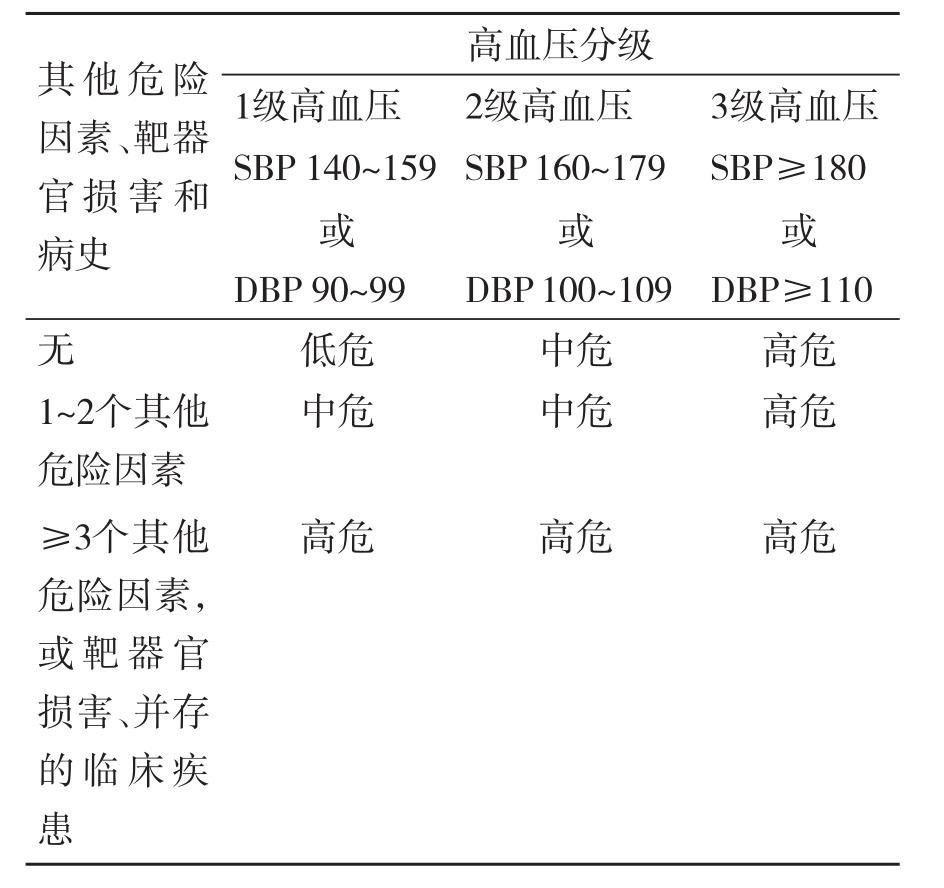 其他危险
因素、靶器
官损害和
病史
高血压分级
1级高血压
SBP 140~159
或
DBP 90~99
2级高血压
SBP 160~179
或
DBP 100~109
3级高血压
SBP≥180
或
DBP≥110
无 低危 中危 高危
1~2个其他 中危 中危 高危
危险因素
≥3个其他 高危 高危 高危
危险因素，
或靶器官
损害、并存
的临床疾
患